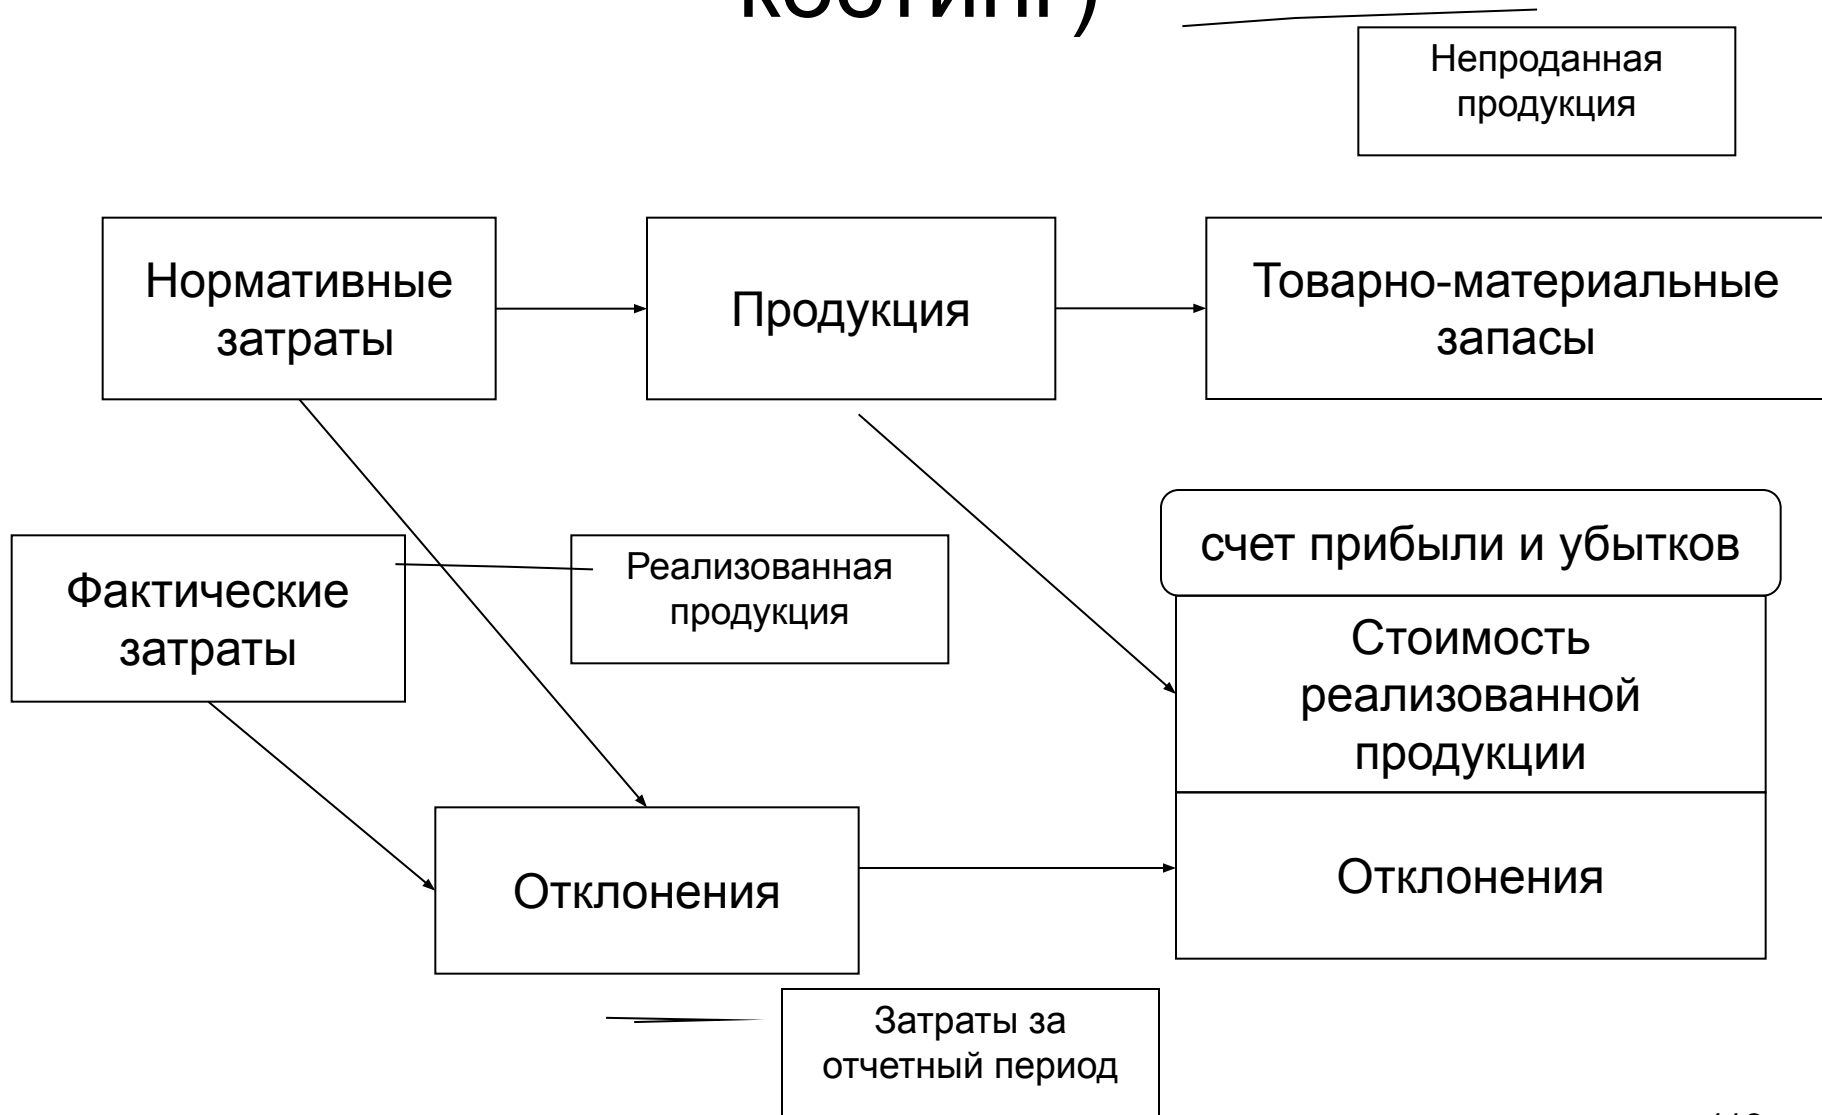 костинг)
Непроданная
продукция
Нормативные
затраты
Продукция
Товарно-материальные
запасы
счет прибыли и убытков
Фактические
затраты
Реализованная
продукция
Стоимость
реализованной
продукции
Отклонения
Отклонения
Затраты за
отчетный период